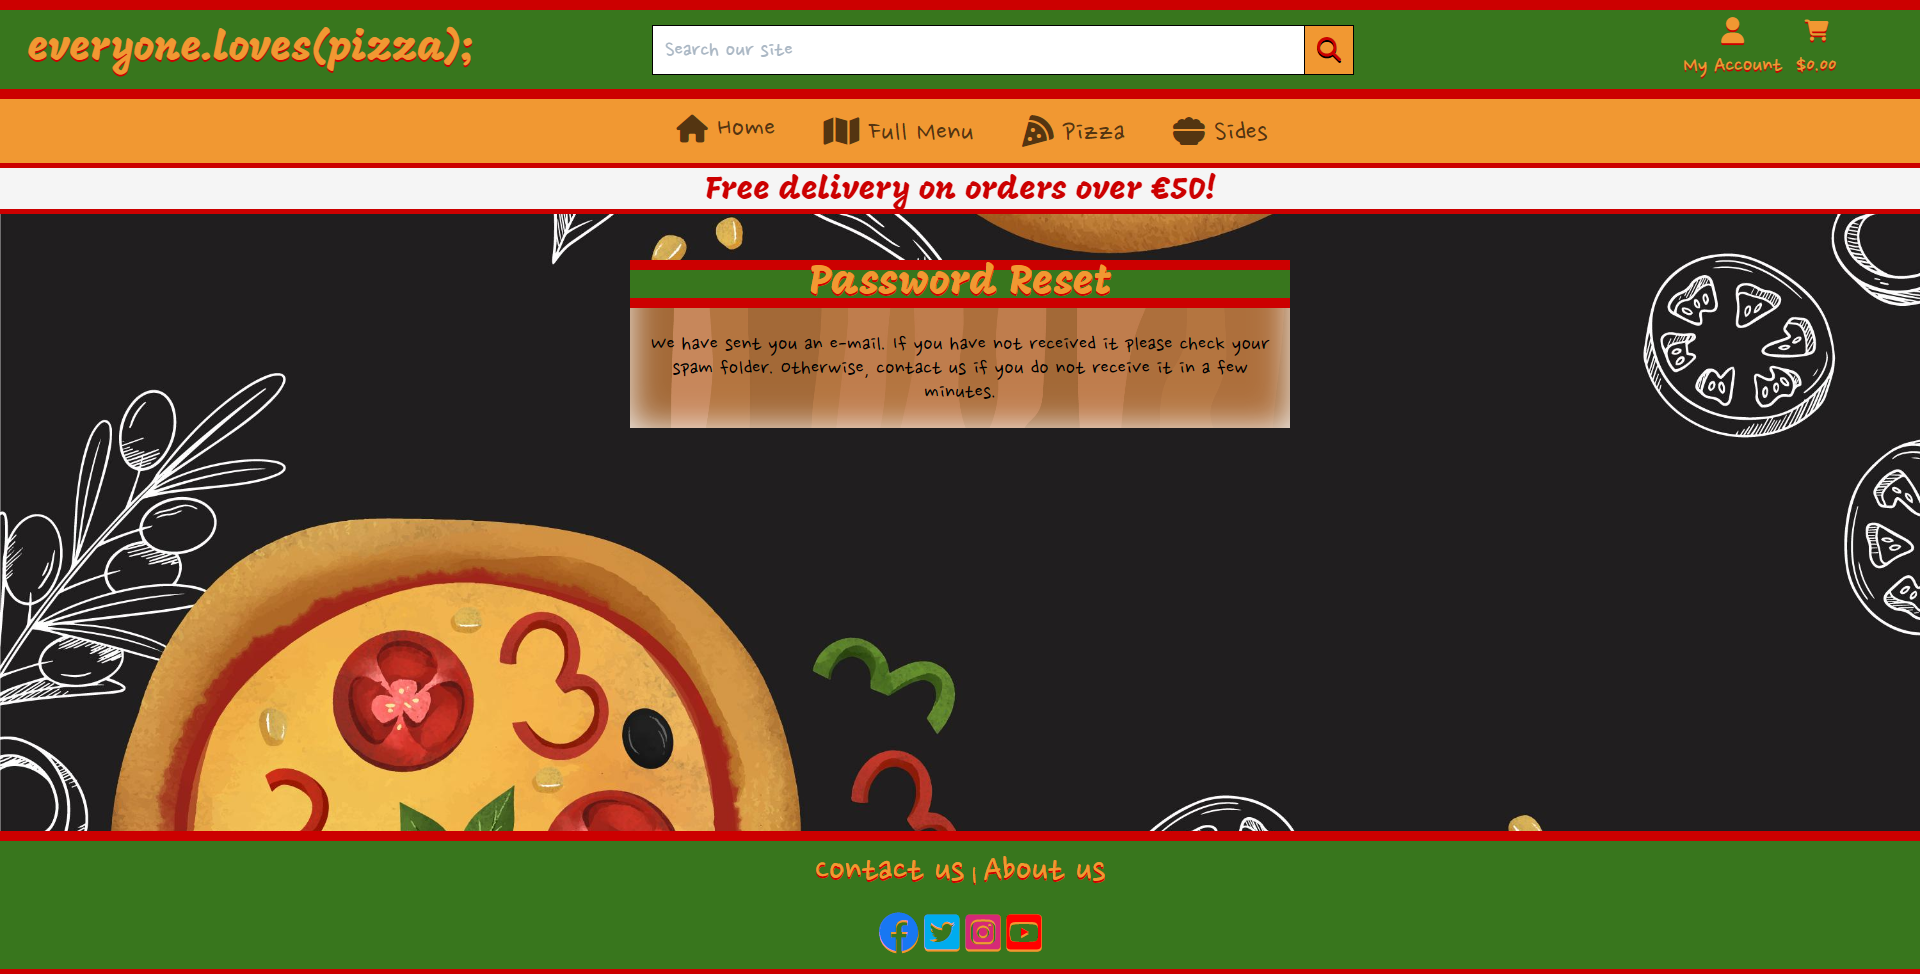 everyone.loves(pizza);
Search our site
My Account $0.00
Home Full Menu Pizza Sides
Free delivery on orders over €50!
Password Reset
We have sent you an e-mail. If you have not received it please check your
spam folder. Otherwise, contact us if you do not receive it in a few
minutes.
Contact us | About us